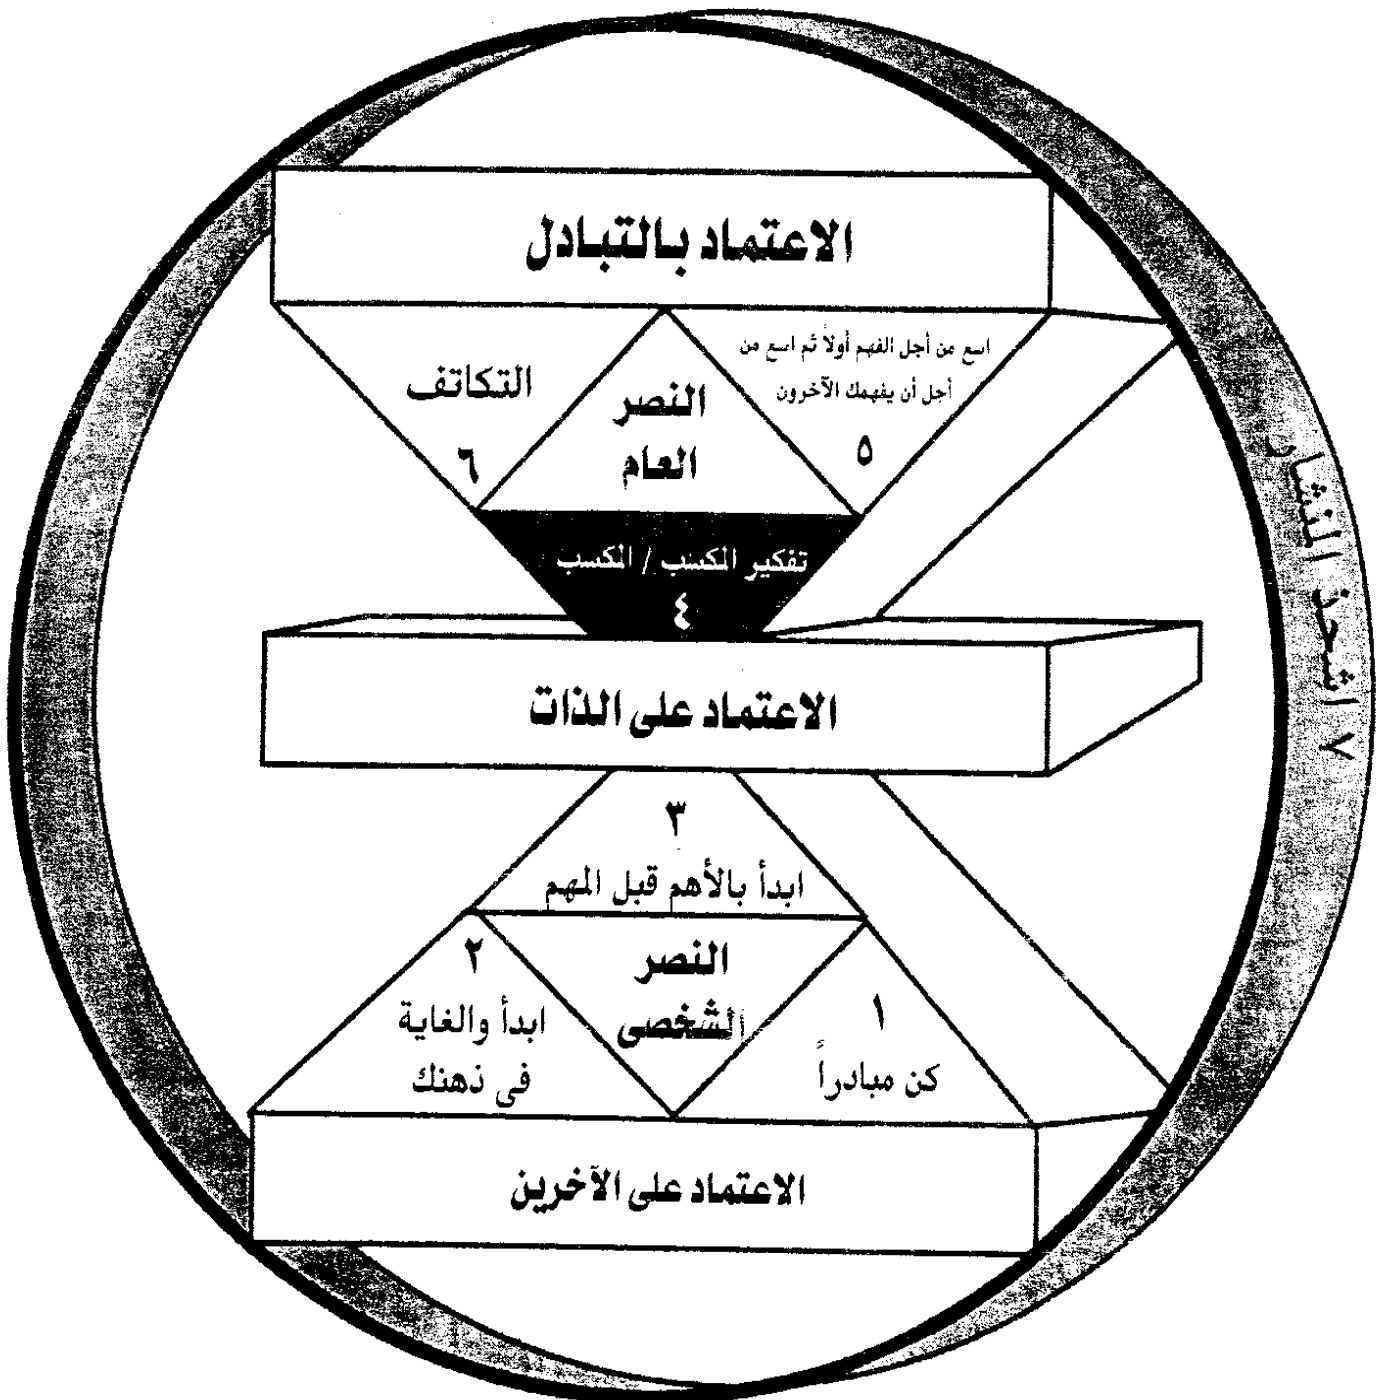 الاعتماد بالتبادل
اسع من أجل الفهم أولاً ثم اسع من
أجل أن يفهمك الآخرون
٥
النصر
العام
التكاتف
٦
تفكير المكسب / المكسب
٤
الاعتماد على الذات
٣
ابدأ بالأهم قبل المهم
النصر
الشخصى
١
كن مبادراً
٢
ابدأ والغاية
فى ذهنك
الاعتماد على الآخرين
٧ اشحذ المنشار